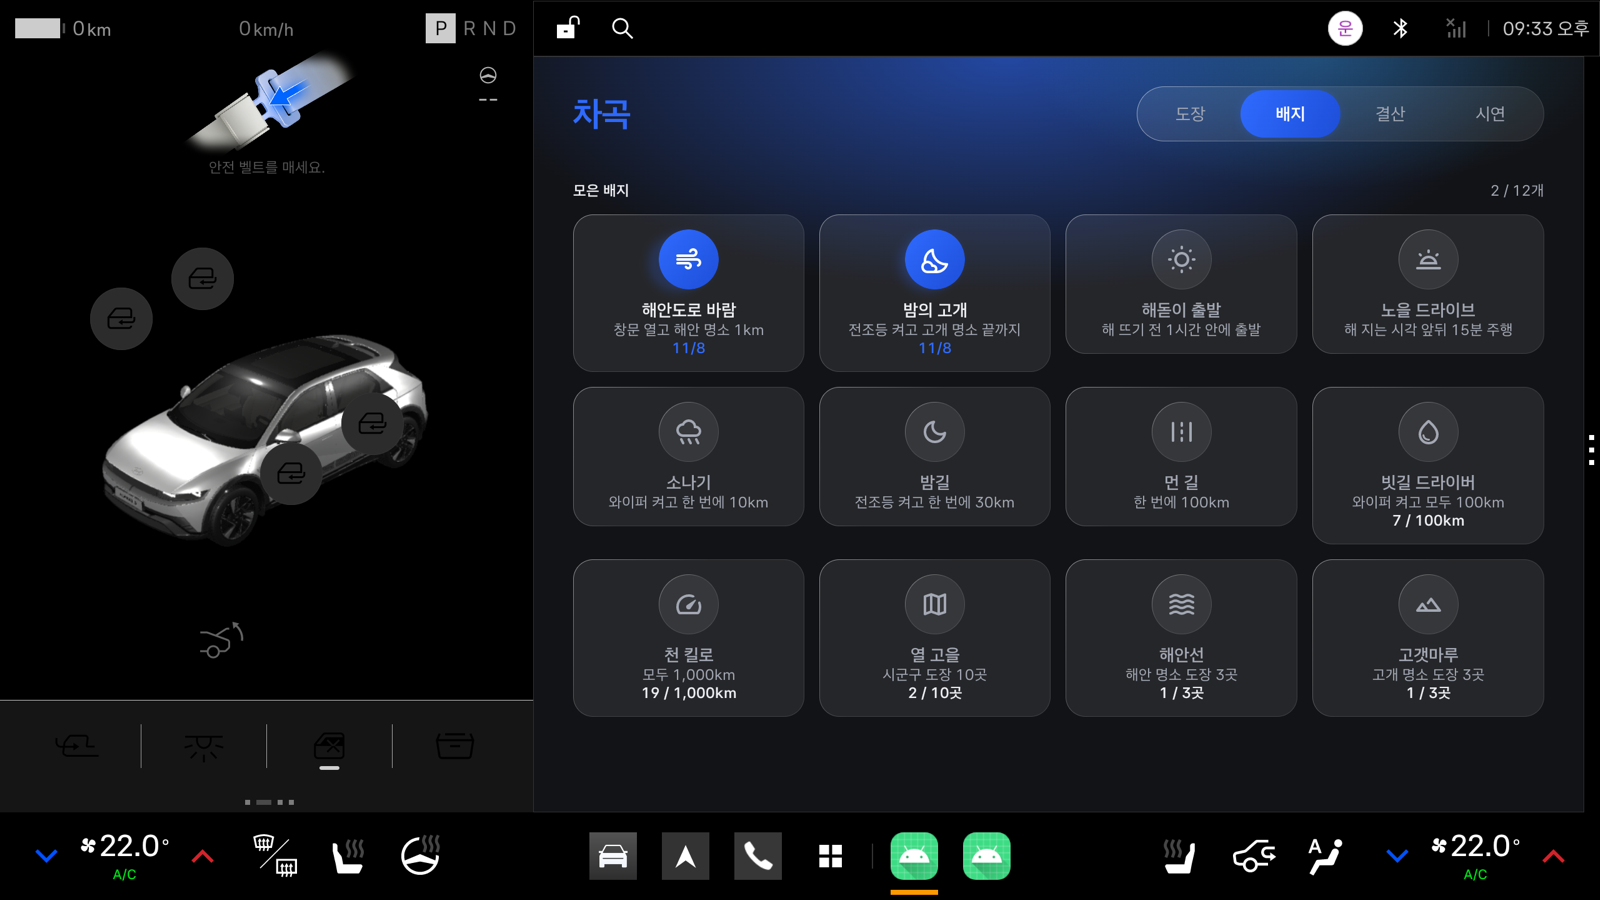 0km
0km/h
P R N D
운
09:33 오후
안전 벨트를 매세요.
차곡
도장
배지
결산
시연
모은 배지
2 / 12개
해안도로 바람
창문 열고 해안 명소 1km
11/8
밤의 고개
전조등 켜고 고개 명소 끝까지
11/8
해돋이 출발
해 뜨기 전 1시간 안에 출발
노을 드라이브
해 지는 시각 앞뒤 15분 주행
소나기
와이퍼 켜고 한 번에 10km
밤길
전조등 켜고 한 번에 30km
먼 길
한 번에 100km
빗길 드라이버
와이퍼 켜고 모두 100km
7 / 100km
천 킬로
모두 1,000km
19 / 1,000km
열 고을
시군구 도장 10곳
2 / 10곳
해안선
해안 명소 도장 3곳
1 / 3곳
고갯마루
고개 명소 도장 3곳
1 / 3곳
22.0°
A/C
A
22.0°
A/C